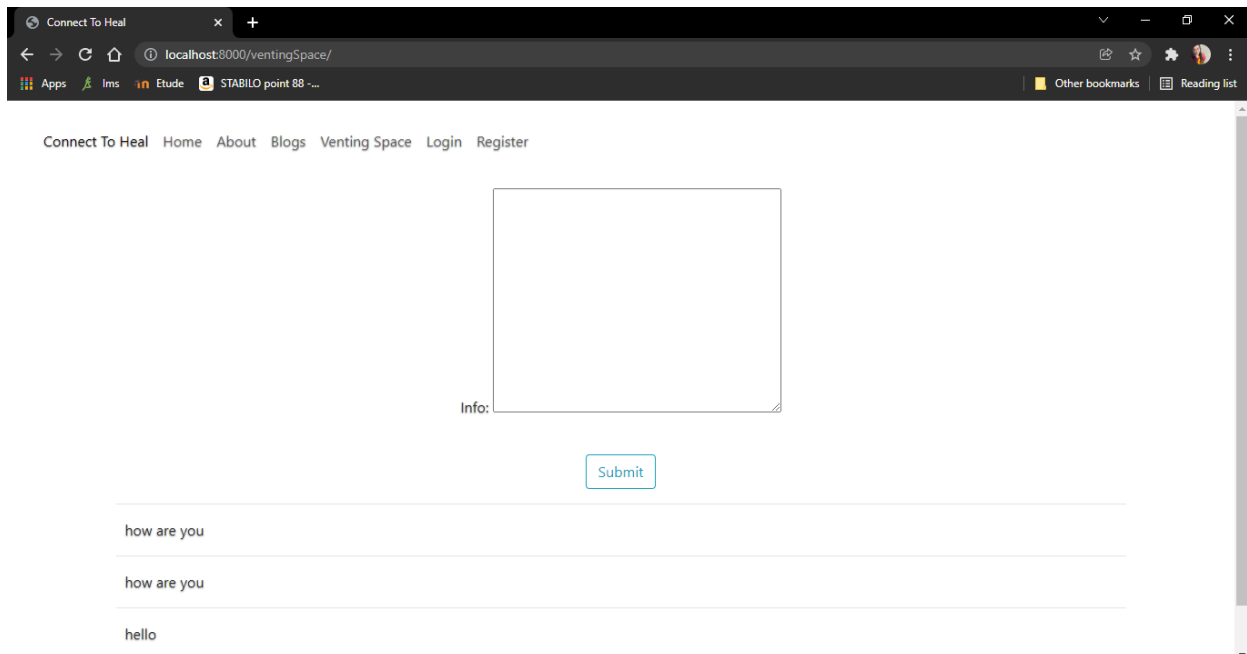 Connect To Heal
localhost:8000/ventingSpace/
Apps Ims Etude STABILO point 88 -... Other bookmarks Reading list
Connect To Heal Home About Blogs Venting Space Login Register
Info:
Submit
how are you
how are you
hello